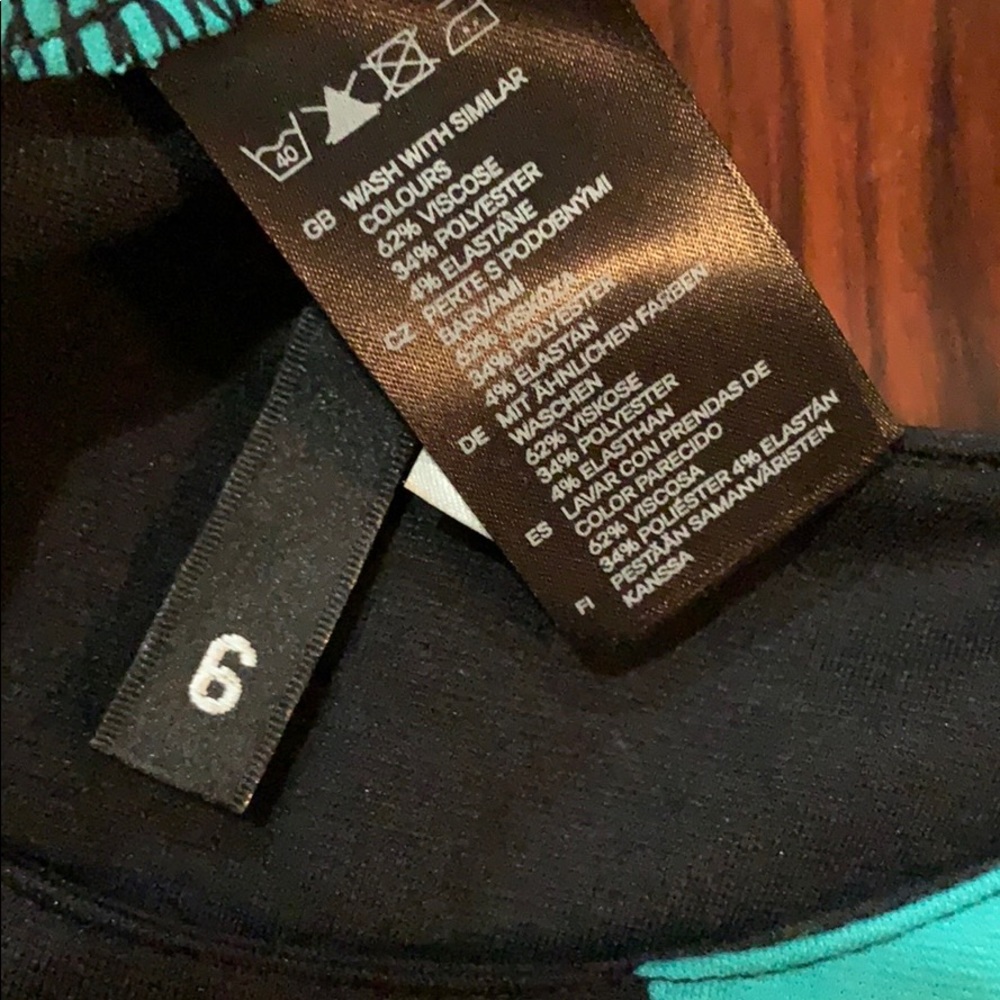 40
GB WASH WITH SIMILAR
COLOURS
62% VISCOSE
34% POLYESTER
4% ELASTANE
CZ PERTE S PODOBNÝMI
BARVAMI
62% VISKÓZA
34% POLYESTER
4% ELASTAN
DE MIT ÄHNLICHEN FARBEN
WASCHEN
62% VISKOSE
34% POLYESTER
4% ELASTHAN
ES LAVAR CON PRENDAS DE
COLOR PARECIDO
62% VISCOSA
34% POLIÉSTER 4% ELASTÁN
FI PESTÄÄN SAMANVÄRISTEN
KANSSA
6